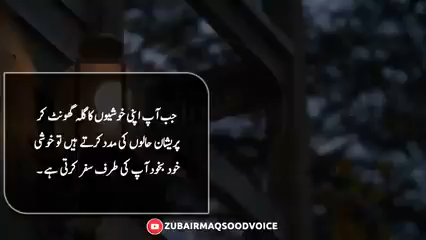 جب آپ اپنی خوشیوں کا گلہ گھونٹ کر
پریشان حالوں کی مدد کرتے ہیں تو خوشی
خود بخود آپ کی طرف سفر کرتی ہے۔
ZUBAIRMAQSOODVOICE